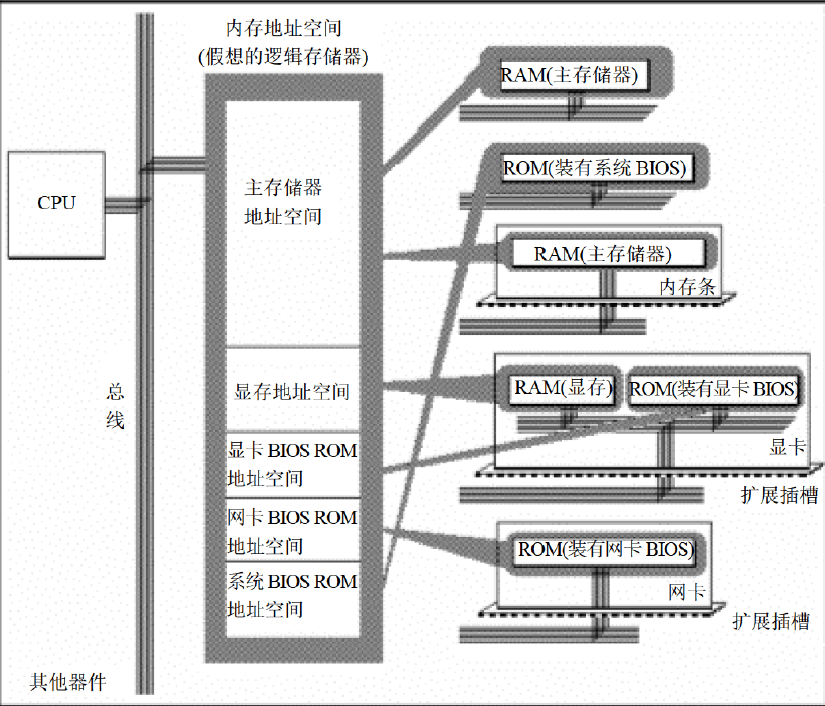 内存地址空间
(假想的逻辑存储器)
CPU
总
线
其他器件
主存储器
地址空间
显存地址空间
显卡 BIOS ROM
地址空间
网卡 BIOS ROM
地址空间
系统 BIOS ROM
地址空间
RAM(主存储器)
ROM(装有系统 BIOS)
RAM(主存储器)
内存条
RAM(显存)
ROM(装有显卡 BIOS)
显卡
扩展插槽
ROM(装有网卡 BIOS)
网卡
扩展插槽